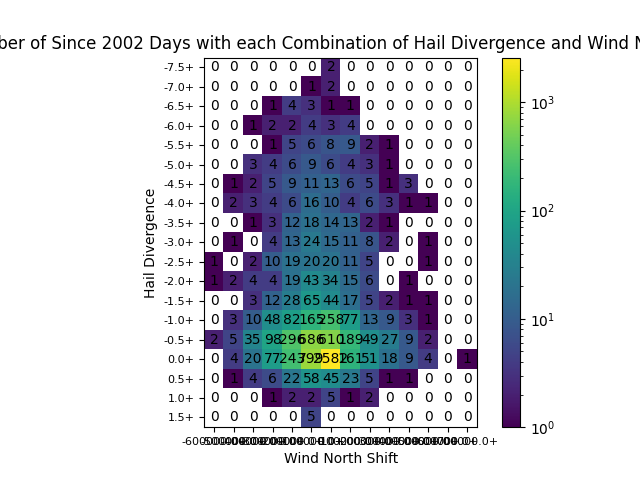 ber of Since 2002 Days with each Combination of Hail Divergence and Wind N
-7.5+ 0 0 0 0 0 0 2 0 0 0 0 0 0 0
-7.0+ 0 0 0 0 0 1 2 0 0 0 0 0 0 0
-6.5+ 0 0 0 1 4 3 1 1 0 0 0 0 0 0
-6.0+ 0 0 1 2 2 4 3 4 0 0 0 0 0 0
-5.5+ 0 0 0 1 5 6 8 9 2 1 0 0 0 0
-5.0+ 0 0 3 4 6 9 6 4 3 1 0 0 0 0
-4.5+ 0 1 2 5 9 11 13 6 5 1 3 0 0 0
-4.0+ 0 2 3 4 6 16 10 4 6 3 1 1 0 0
-3.5+ 0 0 1 3 12 18 14 13 2 1 0 0 0 0
-3.0+ 0 1 0 4 13 24 15 11 8 2 0 1 0 0
-2.5+ 1 0 2 10 19 20 20 11 5 0 0 1 0 0
-2.0+ 1 2 4 4 19 43 34 15 6 0 1 0 0 0
-1.5+ 0 0 3 12 28 65 44 17 5 2 1 1 0 0
-1.0+ 0 3 10 48 82 165 258 77 13 9 3 1 0 0
-0.5+ 2 5 35 98 296 686 610 189 49 27 9 2 0 0
0.0+ 0 4 20 77 243 2582 51 18 9 4 0 1
0.5+ 0 1 4 6 22 58 45 23 5 1 1 0 0 0
1.0+ 0 0 0 1 2 2 5 1 2 0 0 0 0 0
1.5+ 0 0 0 0 0 5 0 0 0 0 0 0 0 0
Hail Divergence
Wind North Shift
10^3
10^2
10^1
10^0